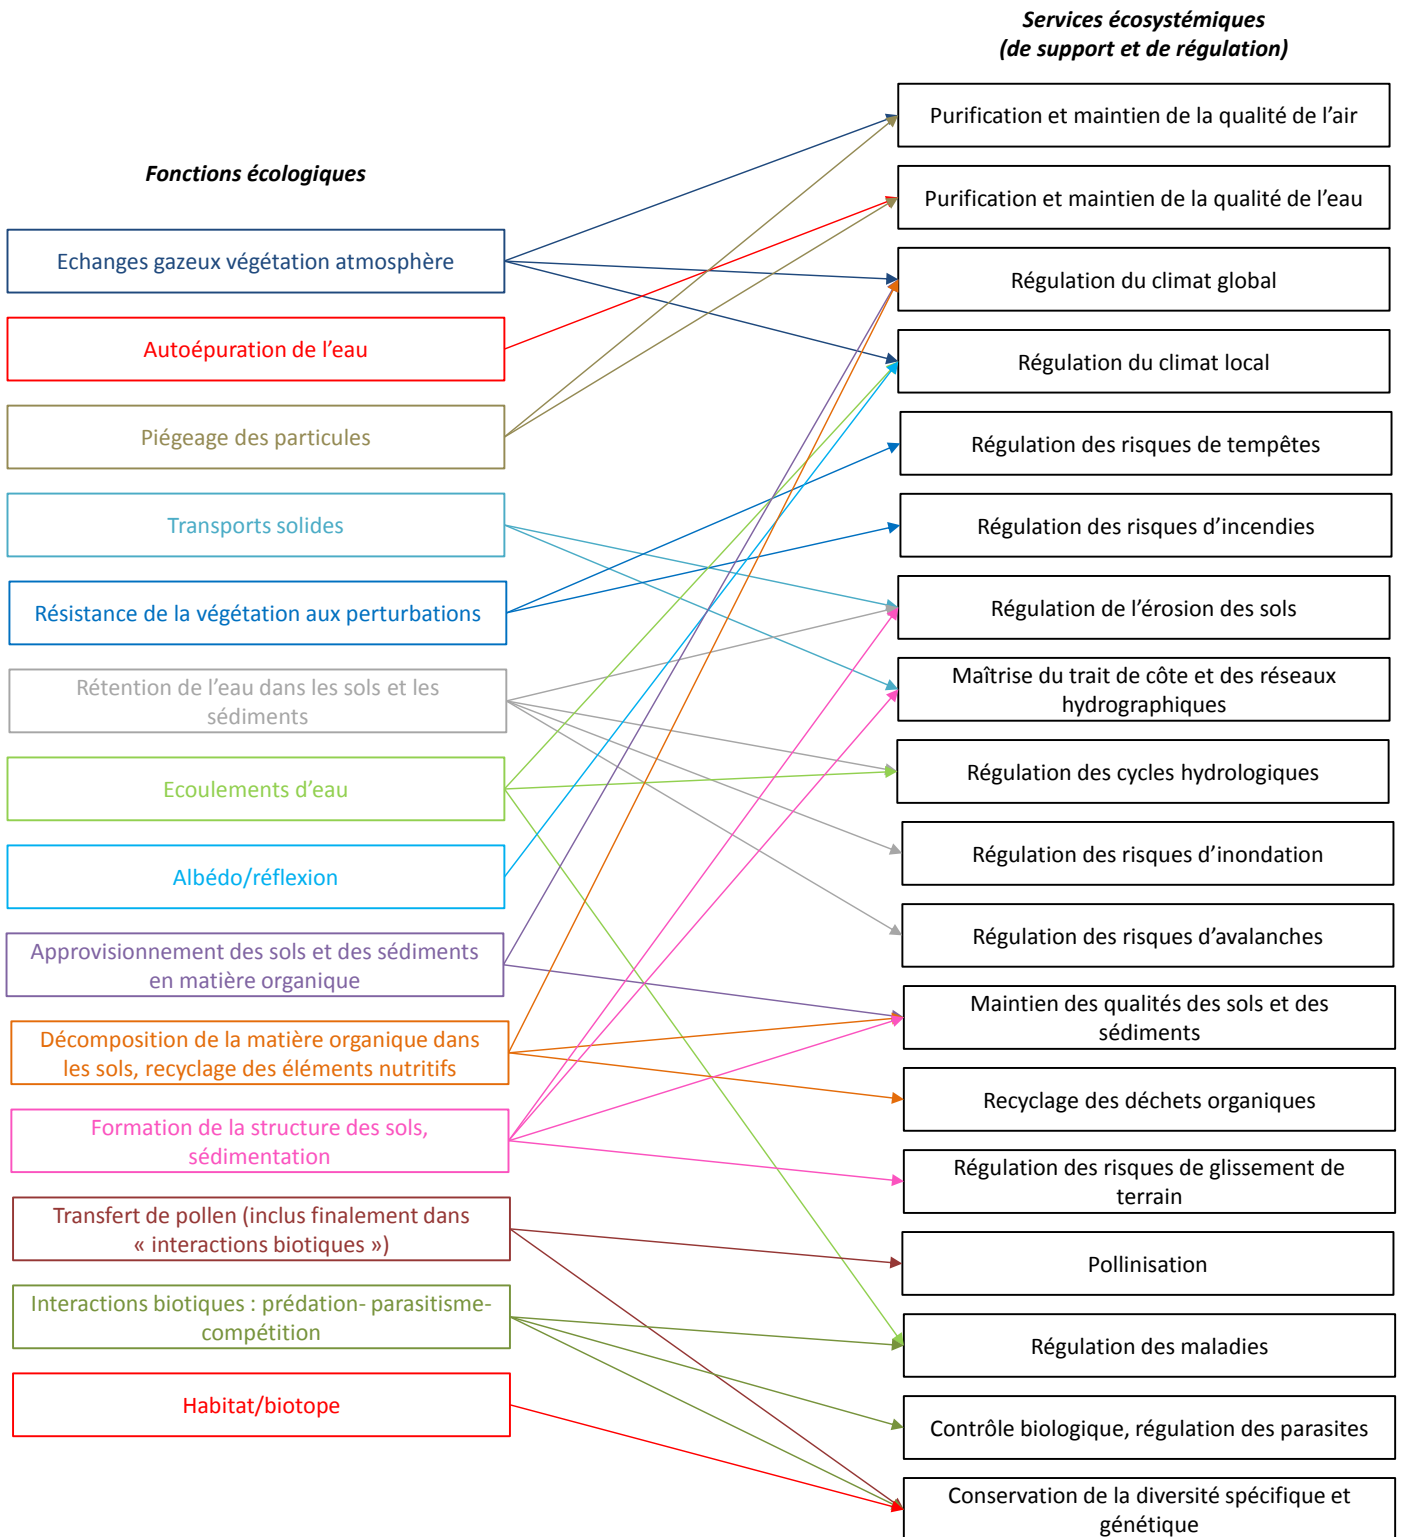 Services écosystémiques
(de support et de régulation)
Fonctions écologiques
Echanges gazeux végétation atmosphère
Autoépuration de l’eau
Piégeage des particules
Transports solides
Résistance de la végétation aux perturbations
Rétention de l’eau dans les sols et les
sédiments
Ecoulements d’eau
Albédo/réflexion
Approvisionnement des sols et des sédiments
en matière organique
Décomposition de la matière organique dans
les sols, recyclage des éléments nutritifs
Formation de la structure des sols,
sédimentation
Transfert de pollen (inclus finalement dans
« interactions biotiques »)
Interactions biotiques : prédation- parasitisme-
compétition
Habitat/biotope
Purification et maintien de la qualité de l’air
Purification et maintien de la qualité de l’eau
Régulation du climat global
Régulation du climat local
Régulation des risques de tempêtes
Régulation des risques d’incendies
Régulation de l’érosion des sols
Maîtrise du trait de côte et des réseaux
hydrographiques
Régulation des cycles hydrologiques
Régulation des risques d’inondation
Régulation des risques d’avalanches
Maintien des qualités des sols et des
sédiments
Recyclage des déchets organiques
Régulation des risques de glissement de
terrain
Pollinisation
Régulation des maladies
Contrôle biologique, régulation des parasites
Conservation de la diversité spécifique et
génétique